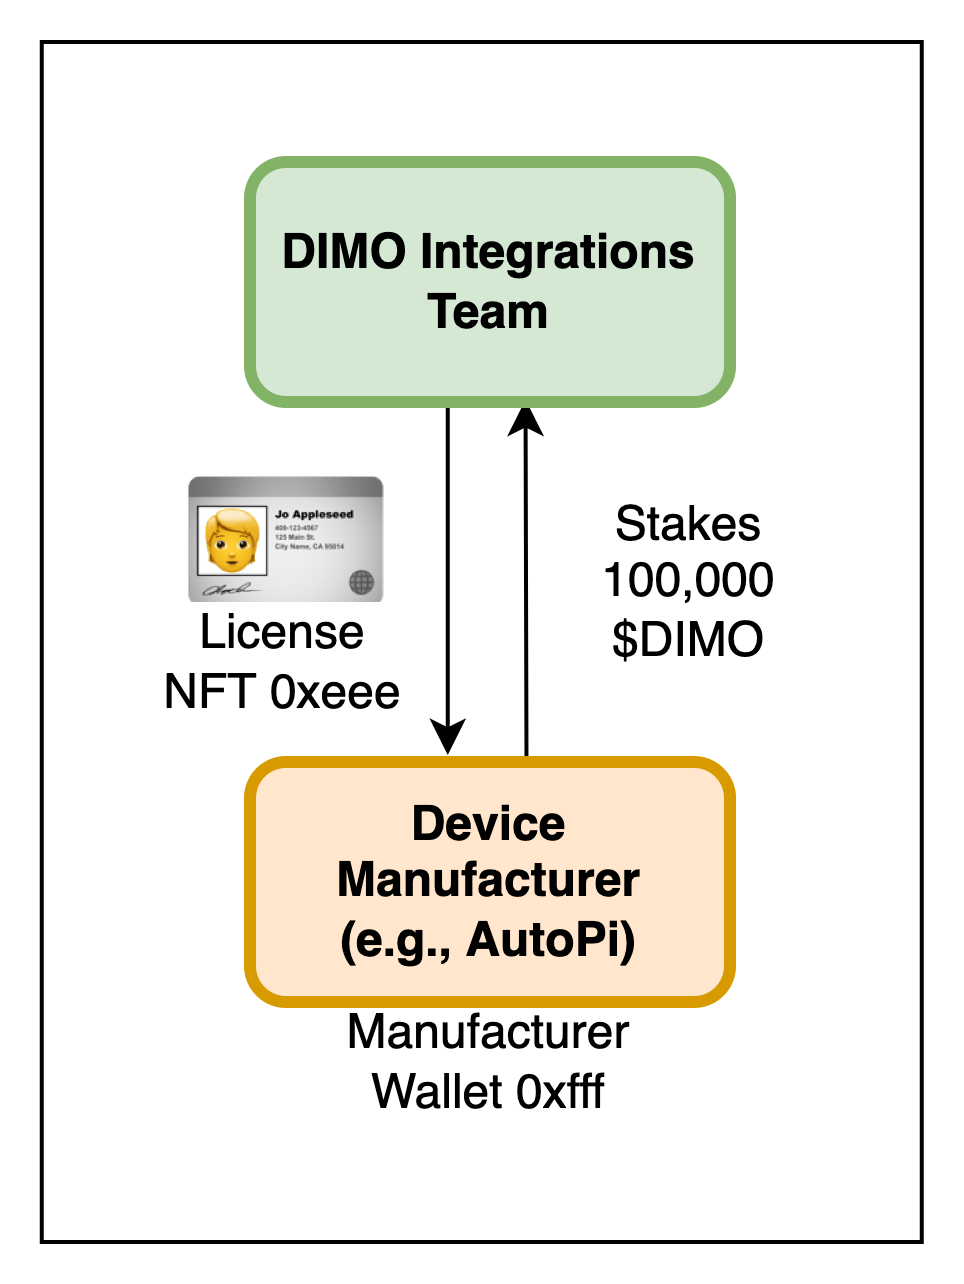 DIMO Integrations
Team
Jo Appleseed
408-123-4567
125 Main St.
City Name, CA 95014
License
NFT 0xeee
Stakes
100,000
$DIMO
Device
Manufacturer
(e.g., AutoPi)
Manufacturer
Wallet 0xfff